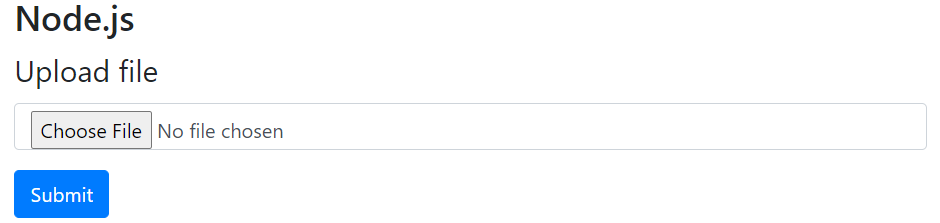 Node.js
Upload file
Choose File No file chosen
Submit